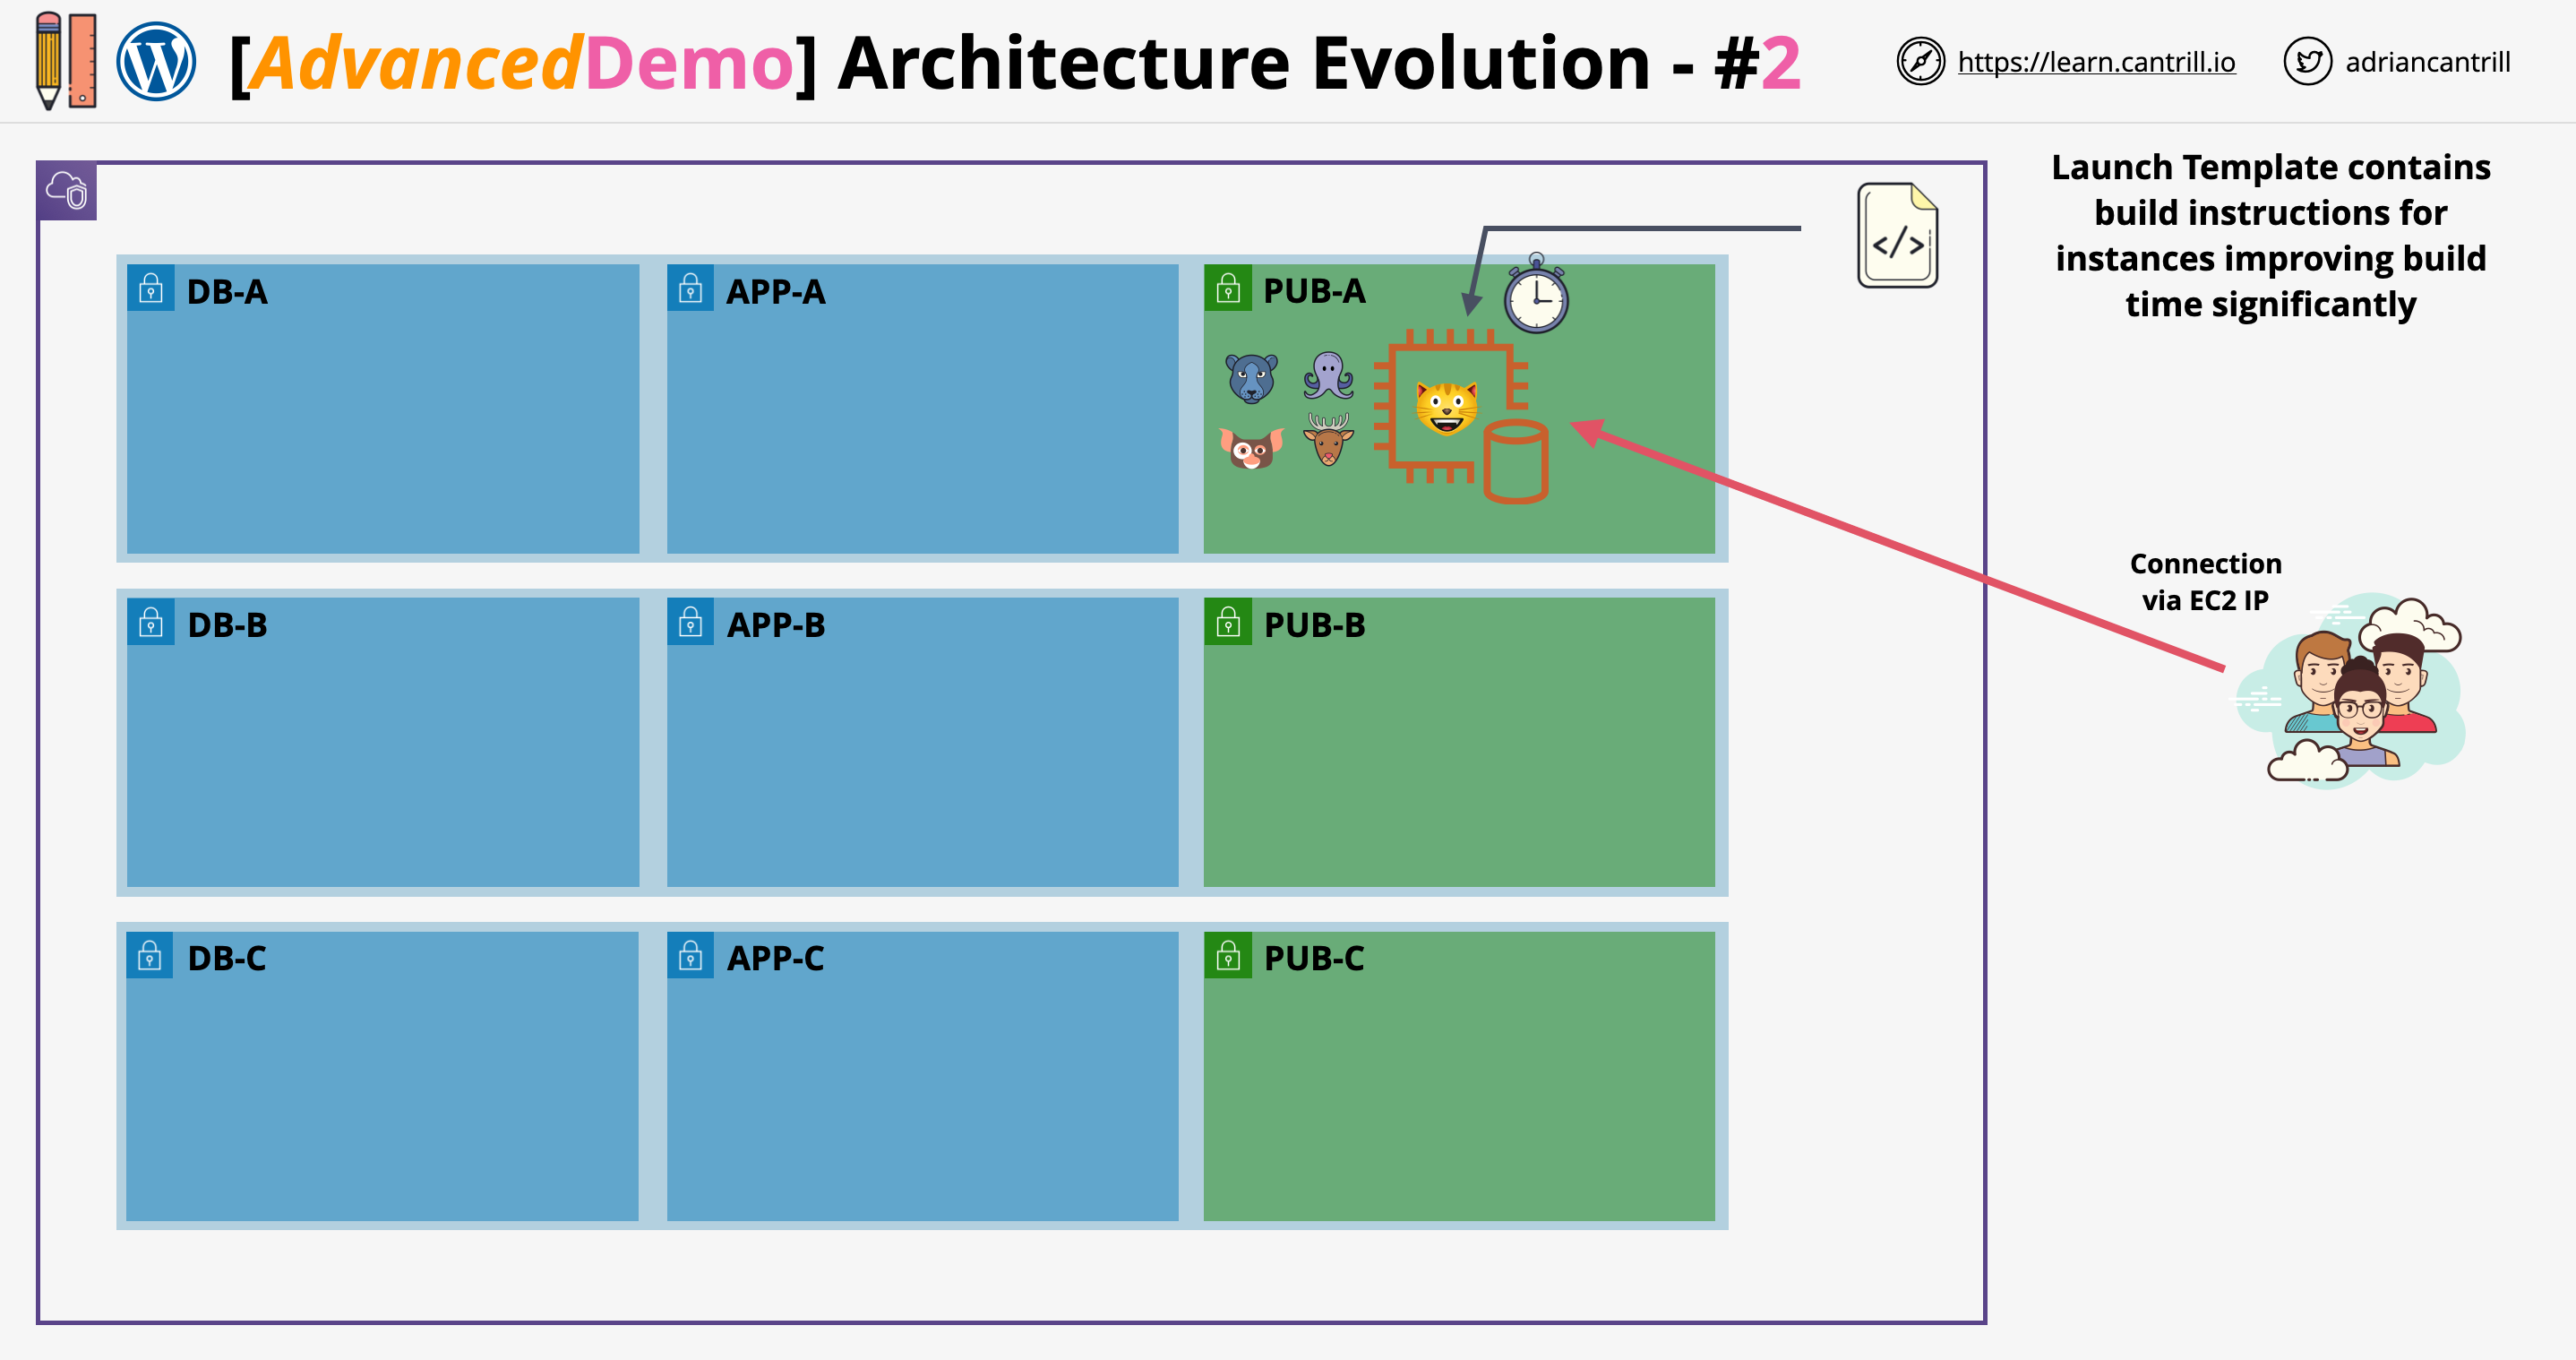 [AdvancedDemo] Architecture Evolution - #2
https://learn.cantrill.io
adriancantrill
Launch Template contains
build instructions for
instances improving build
time significantly
</>
DB-A
APP-A
PUB-A
Connection
via EC2 IP
DB-B
APP-B
PUB-B
DB-C
APP-C
PUB-C